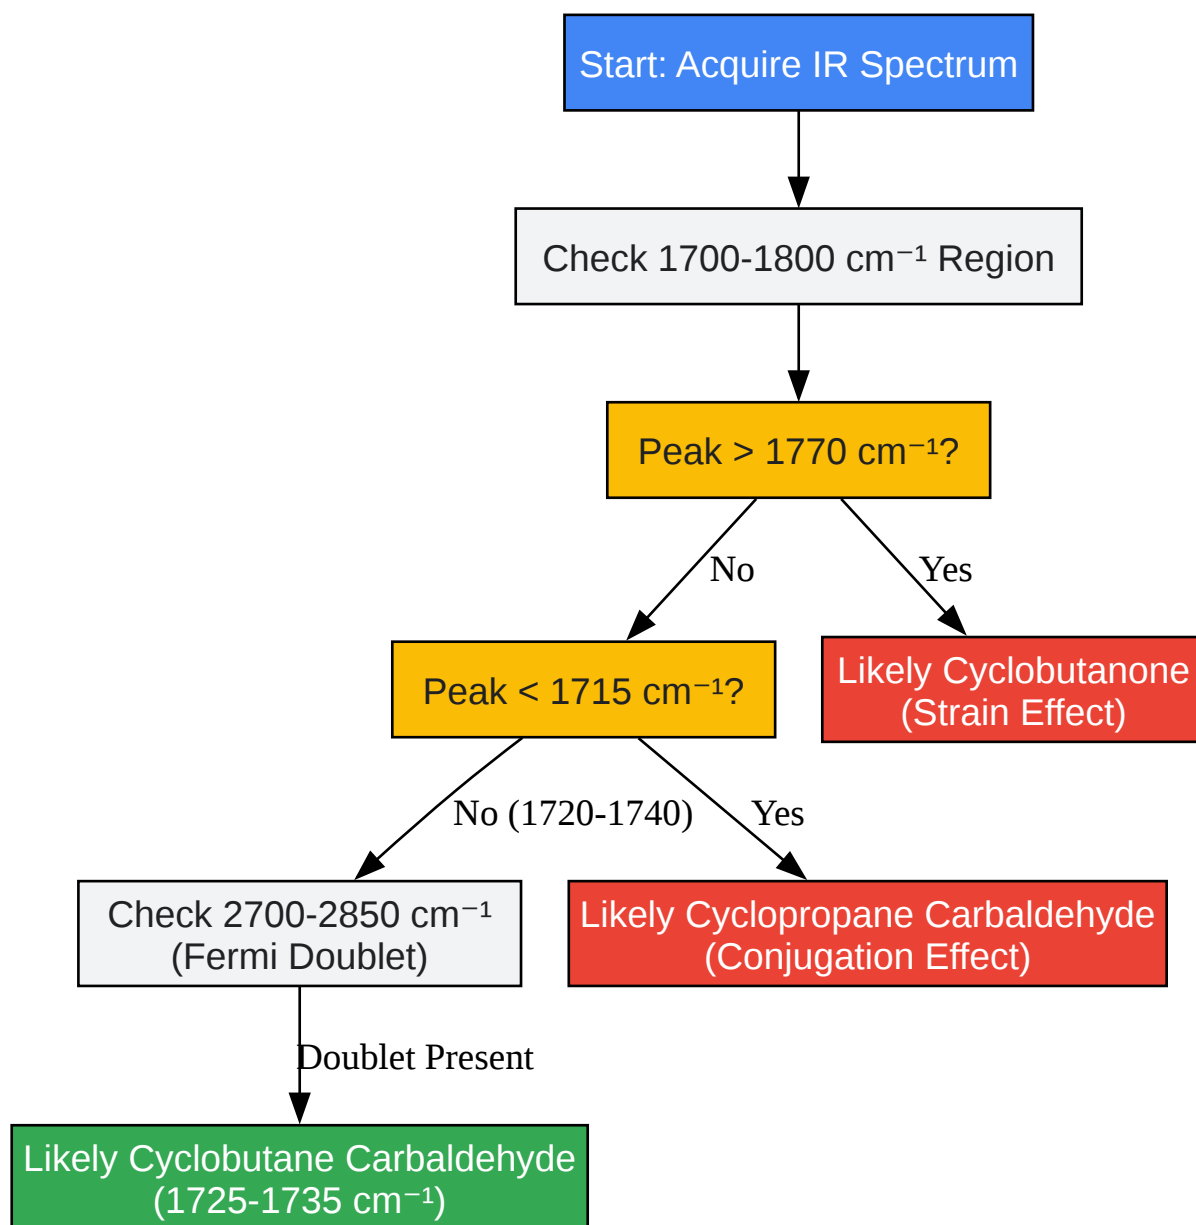 Start: Acquire IR Spectrum
Check 1700-1800 cm⁻¹ Region
Peak > 1770 cm⁻¹?
No
Yes
Likely Cyclobutanone
(Strain Effect)
Peak < 1715 cm⁻¹?
No (1720-1740)
Yes
Check 2700-2850 cm⁻¹
(Fermi Doublet)
Likely Cyclopropane Carbaldehyde
(Conjugation Effect)
Doublet Present
Likely Cyclobutane Carbaldehyde
(1725-1735 cm⁻¹)